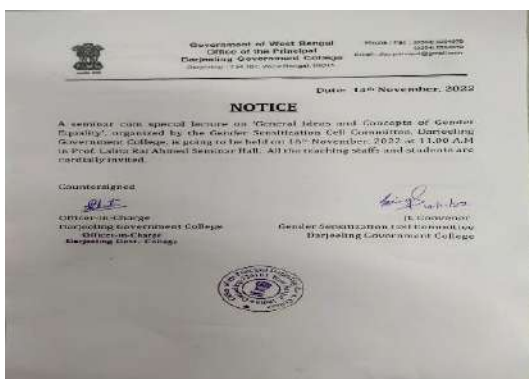 Government of West Bengal
Office of the Principal
Darjeeling Government College
Darjeeling
Date: 14th November, 2022
NOTICE
A seminar cum special lecture on 'General Ideas and Concepts of Gender
Equality', organized by the Gender Sensitization Cell Committee, Darjeeling
Government College, is going to be held on 16th November, 2022 at 11.00 A.M
in Prof. Ahmed Seminar Hall. All the teaching staffs and students are
cordially invited.
Countersigned
Officer-in-Charge
Darjeeling Government College
Officer-in-Charge
Darjeeling Govt. College
Jt. Convenor
Gender Sensitization Cell Committee
Darjeeling Government College